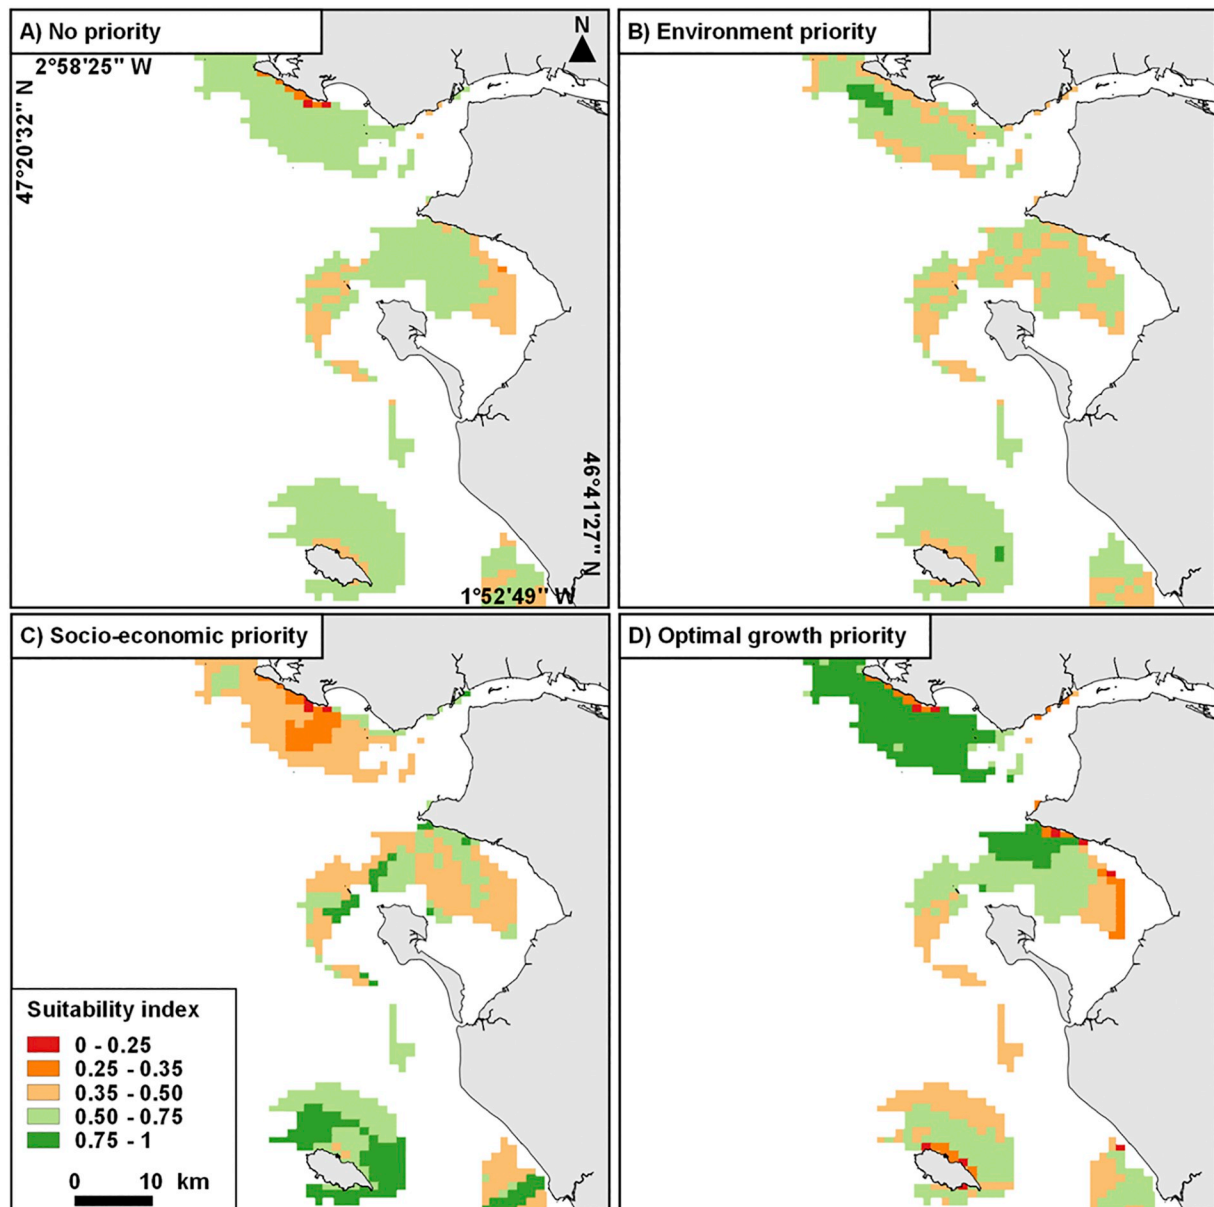 A) No priority
N
2°58'25'' W
47°20'32'' N
46°41'27'' N
1°52'49'' W
B) Environment priority
C) Socio-economic priority
Suitability index
0 - 0.25
0.25 - 0.35
0.35 - 0.50
0.50 - 0.75
0.75 - 1
0 10 km
D) Optimal growth priority